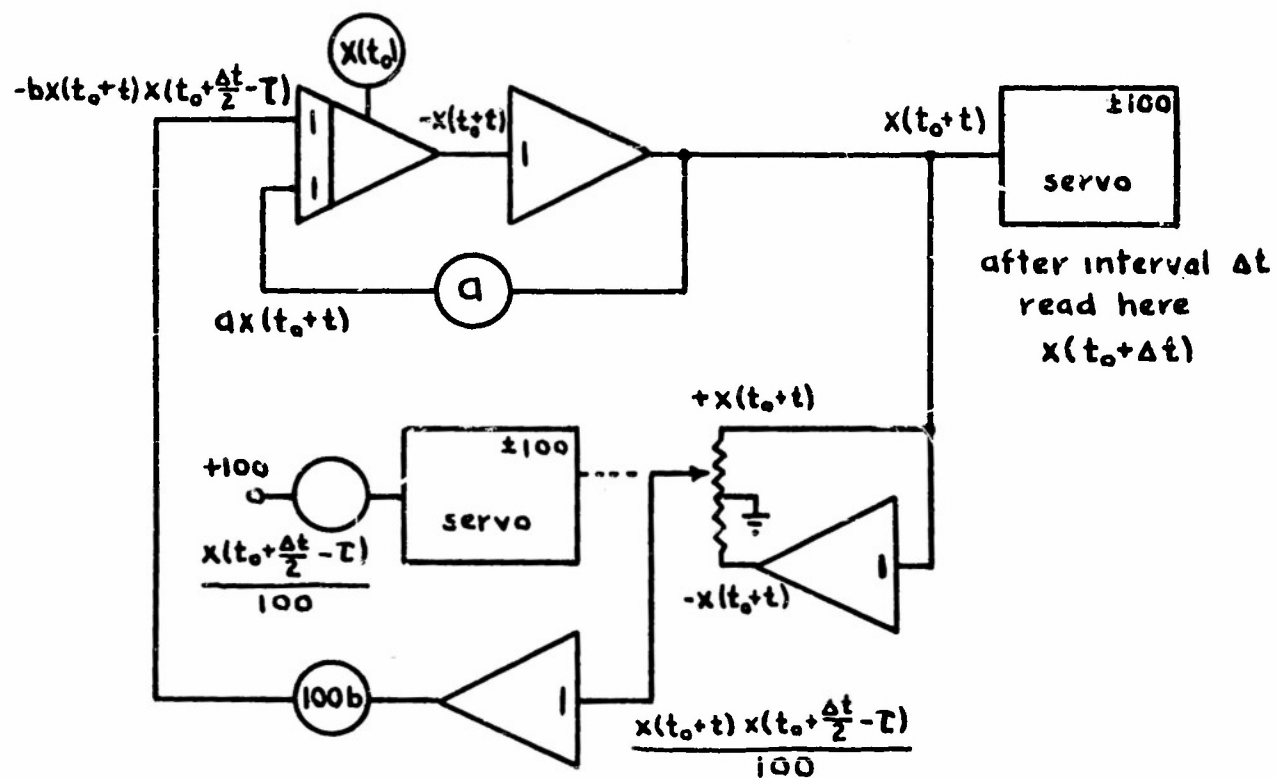 x(t₀)
-bx(t₀+t)x(t₀+Δt/2-τ)
1
1
-x(t₀+t)
1
x(t₀+t)
±100
servo
after interval Δt
read here
x(t₀+Δt)
a
ax(t₀+t)
+x(t₀+t)
+100
±100
servo
x(t₀+Δt/2-τ)
100
1
-x(t₀+t)
100b
1
x(t₀+t) x(t₀+Δt/2-τ)
100